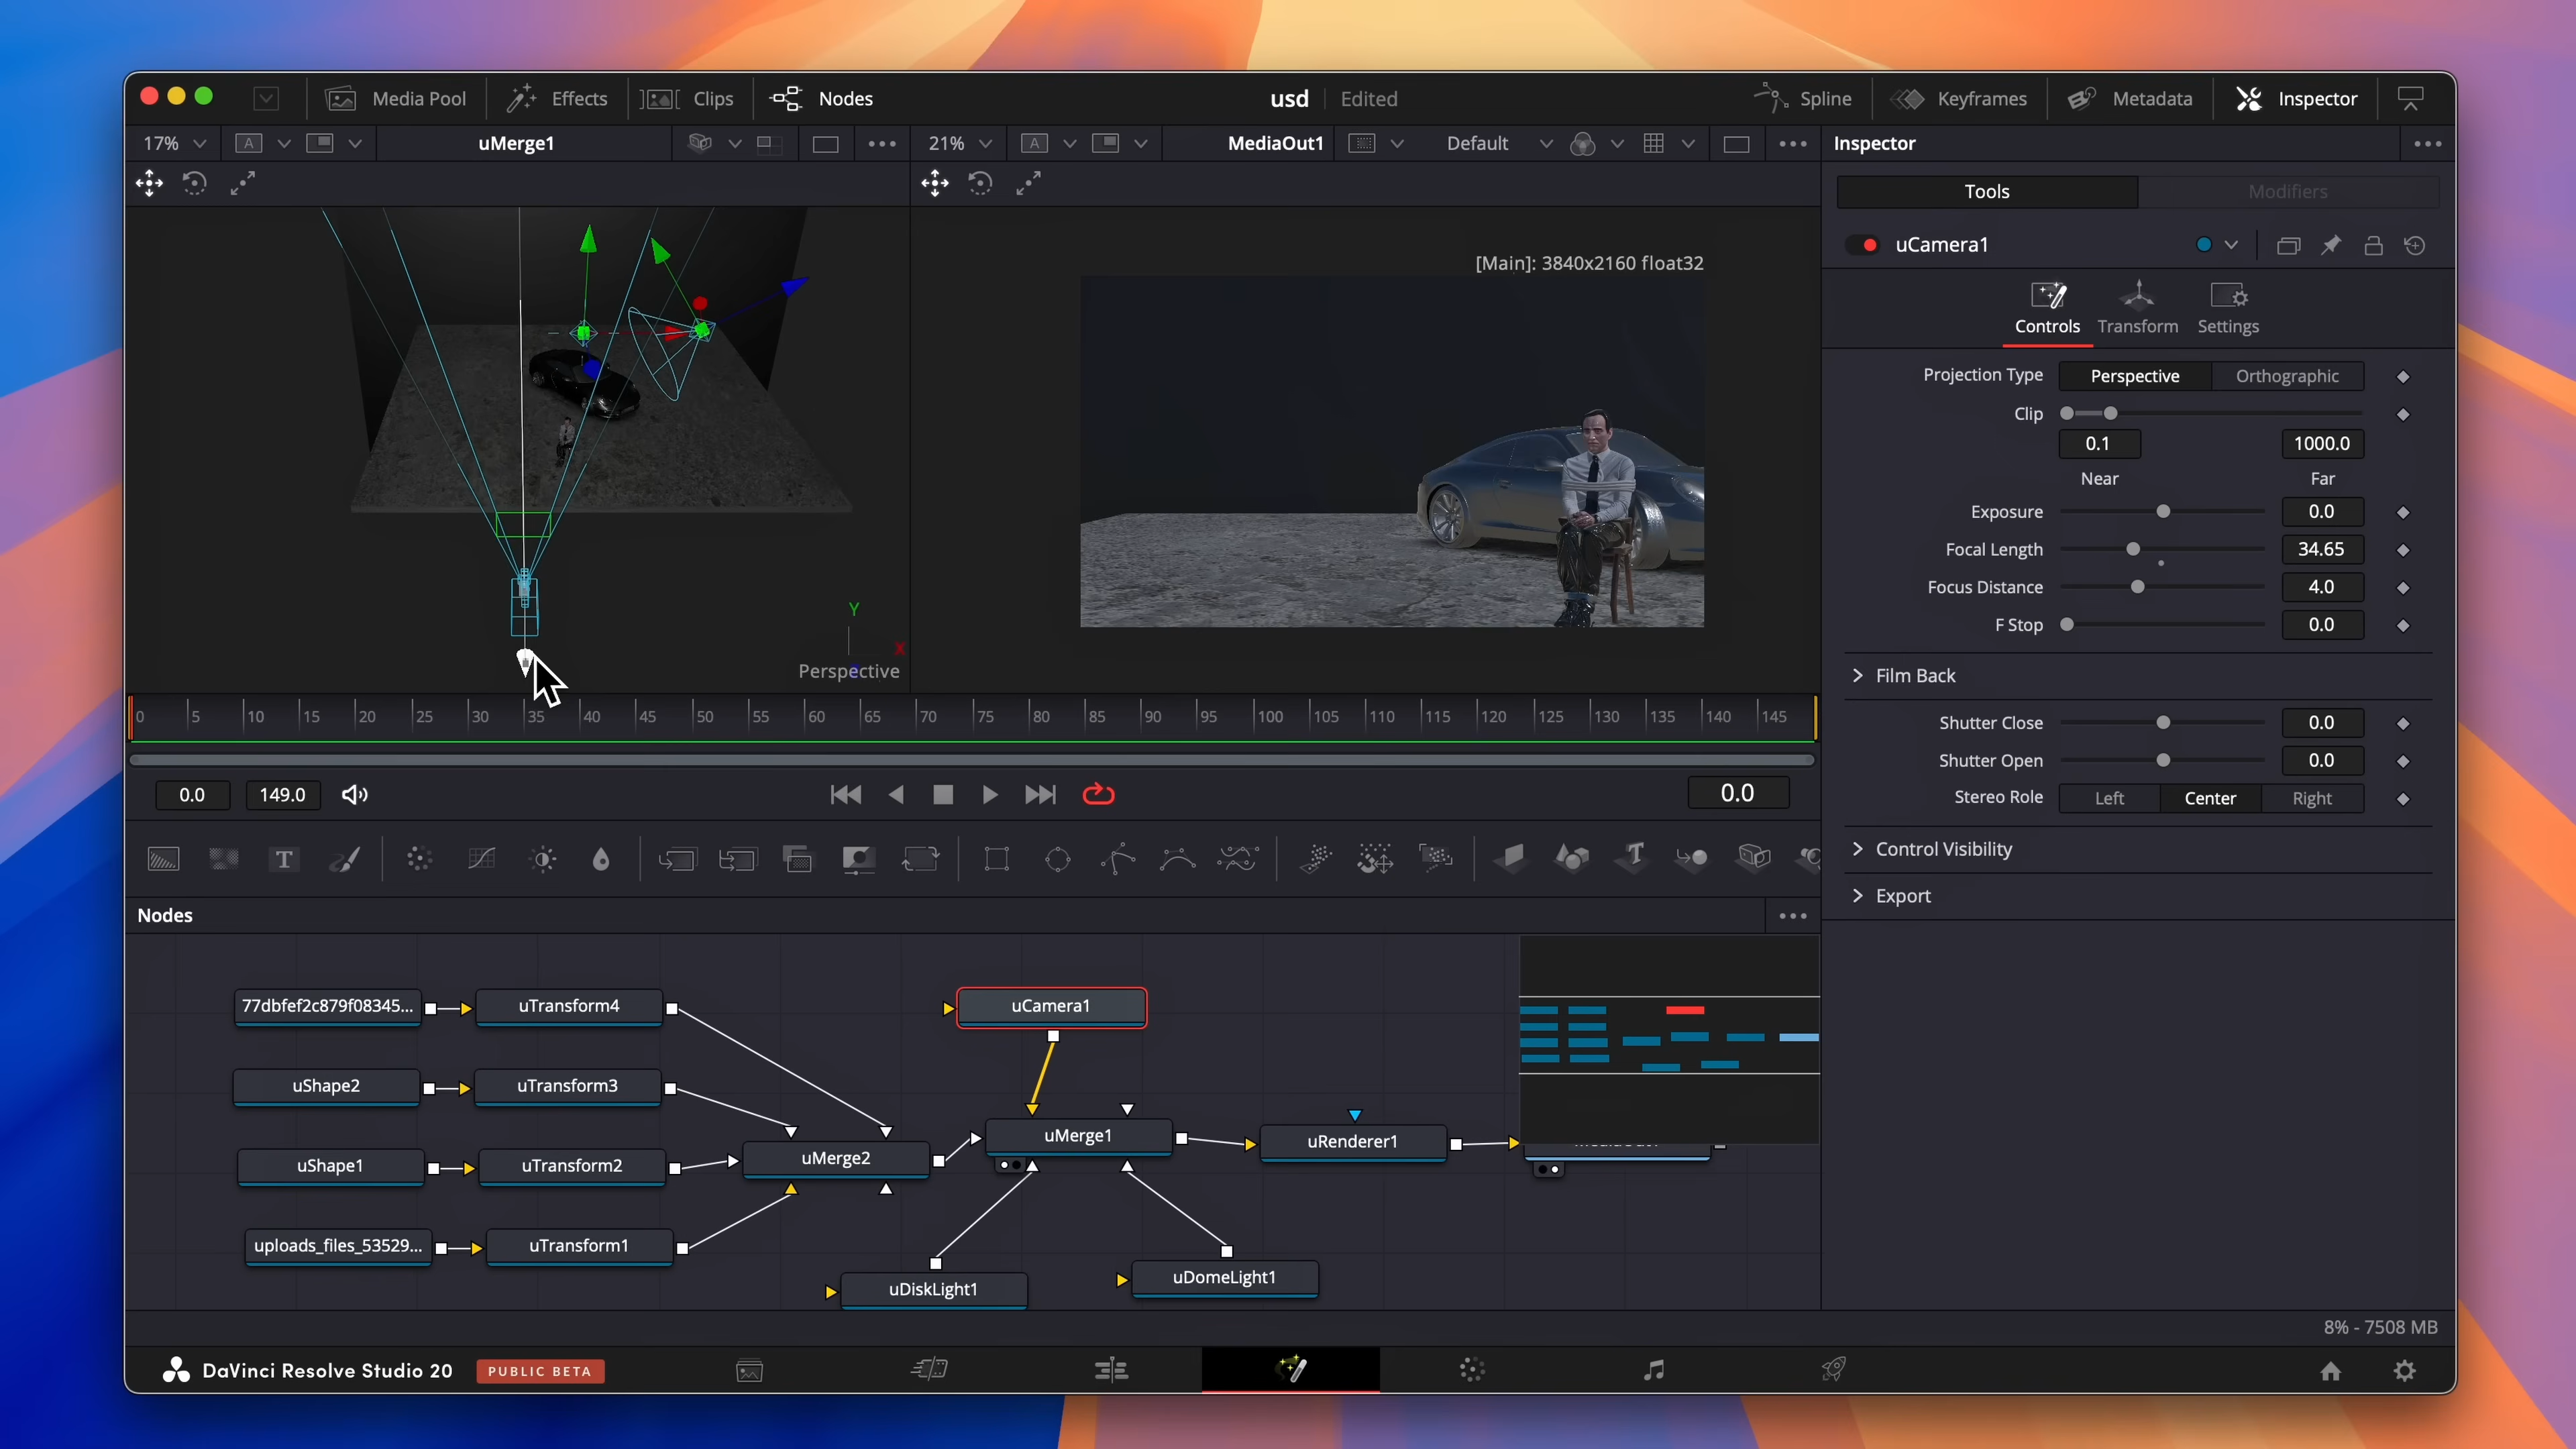 Media Pool Effects Clips Nodes usd Edited Spline Keyframes Metadata Inspector
17% A uMerge1 21% A MediaOut1 Default Inspector
Tools Modifiers
uCamera1
[Main]: 3840x2160 float32
Controls Transform Settings
Projection Type Perspective Orthographic
Clip
0.1 1000.0
Near Far
Exposure 0.0
Focal Length 34.65
Focus Distance 4.0
F Stop 0.0
Y
X
Perspective
Film Back
0 5 10 15 20 25 30 35 40 45 50 55 60 65 70 75 80 85 90 95 100 105 110 115 120 125 130 135 140 145
Shutter Close 0.0
Shutter Open 0.0
0.0 149.0 0.0
Stereo Role Left Center Right
T T
Control Visibility
Export
Nodes
77dbfef2c879f08345... uTransform4 uCamera1
uShape2 uTransform3
uMerge1
uRenderer1
uShape1 uTransform2 uMerge2
uploads_files_53529... uTransform1
uDiskLight1 uDomeLight1
8% - 7508 MB
DaVinci Resolve Studio 20 PUBLIC BETA